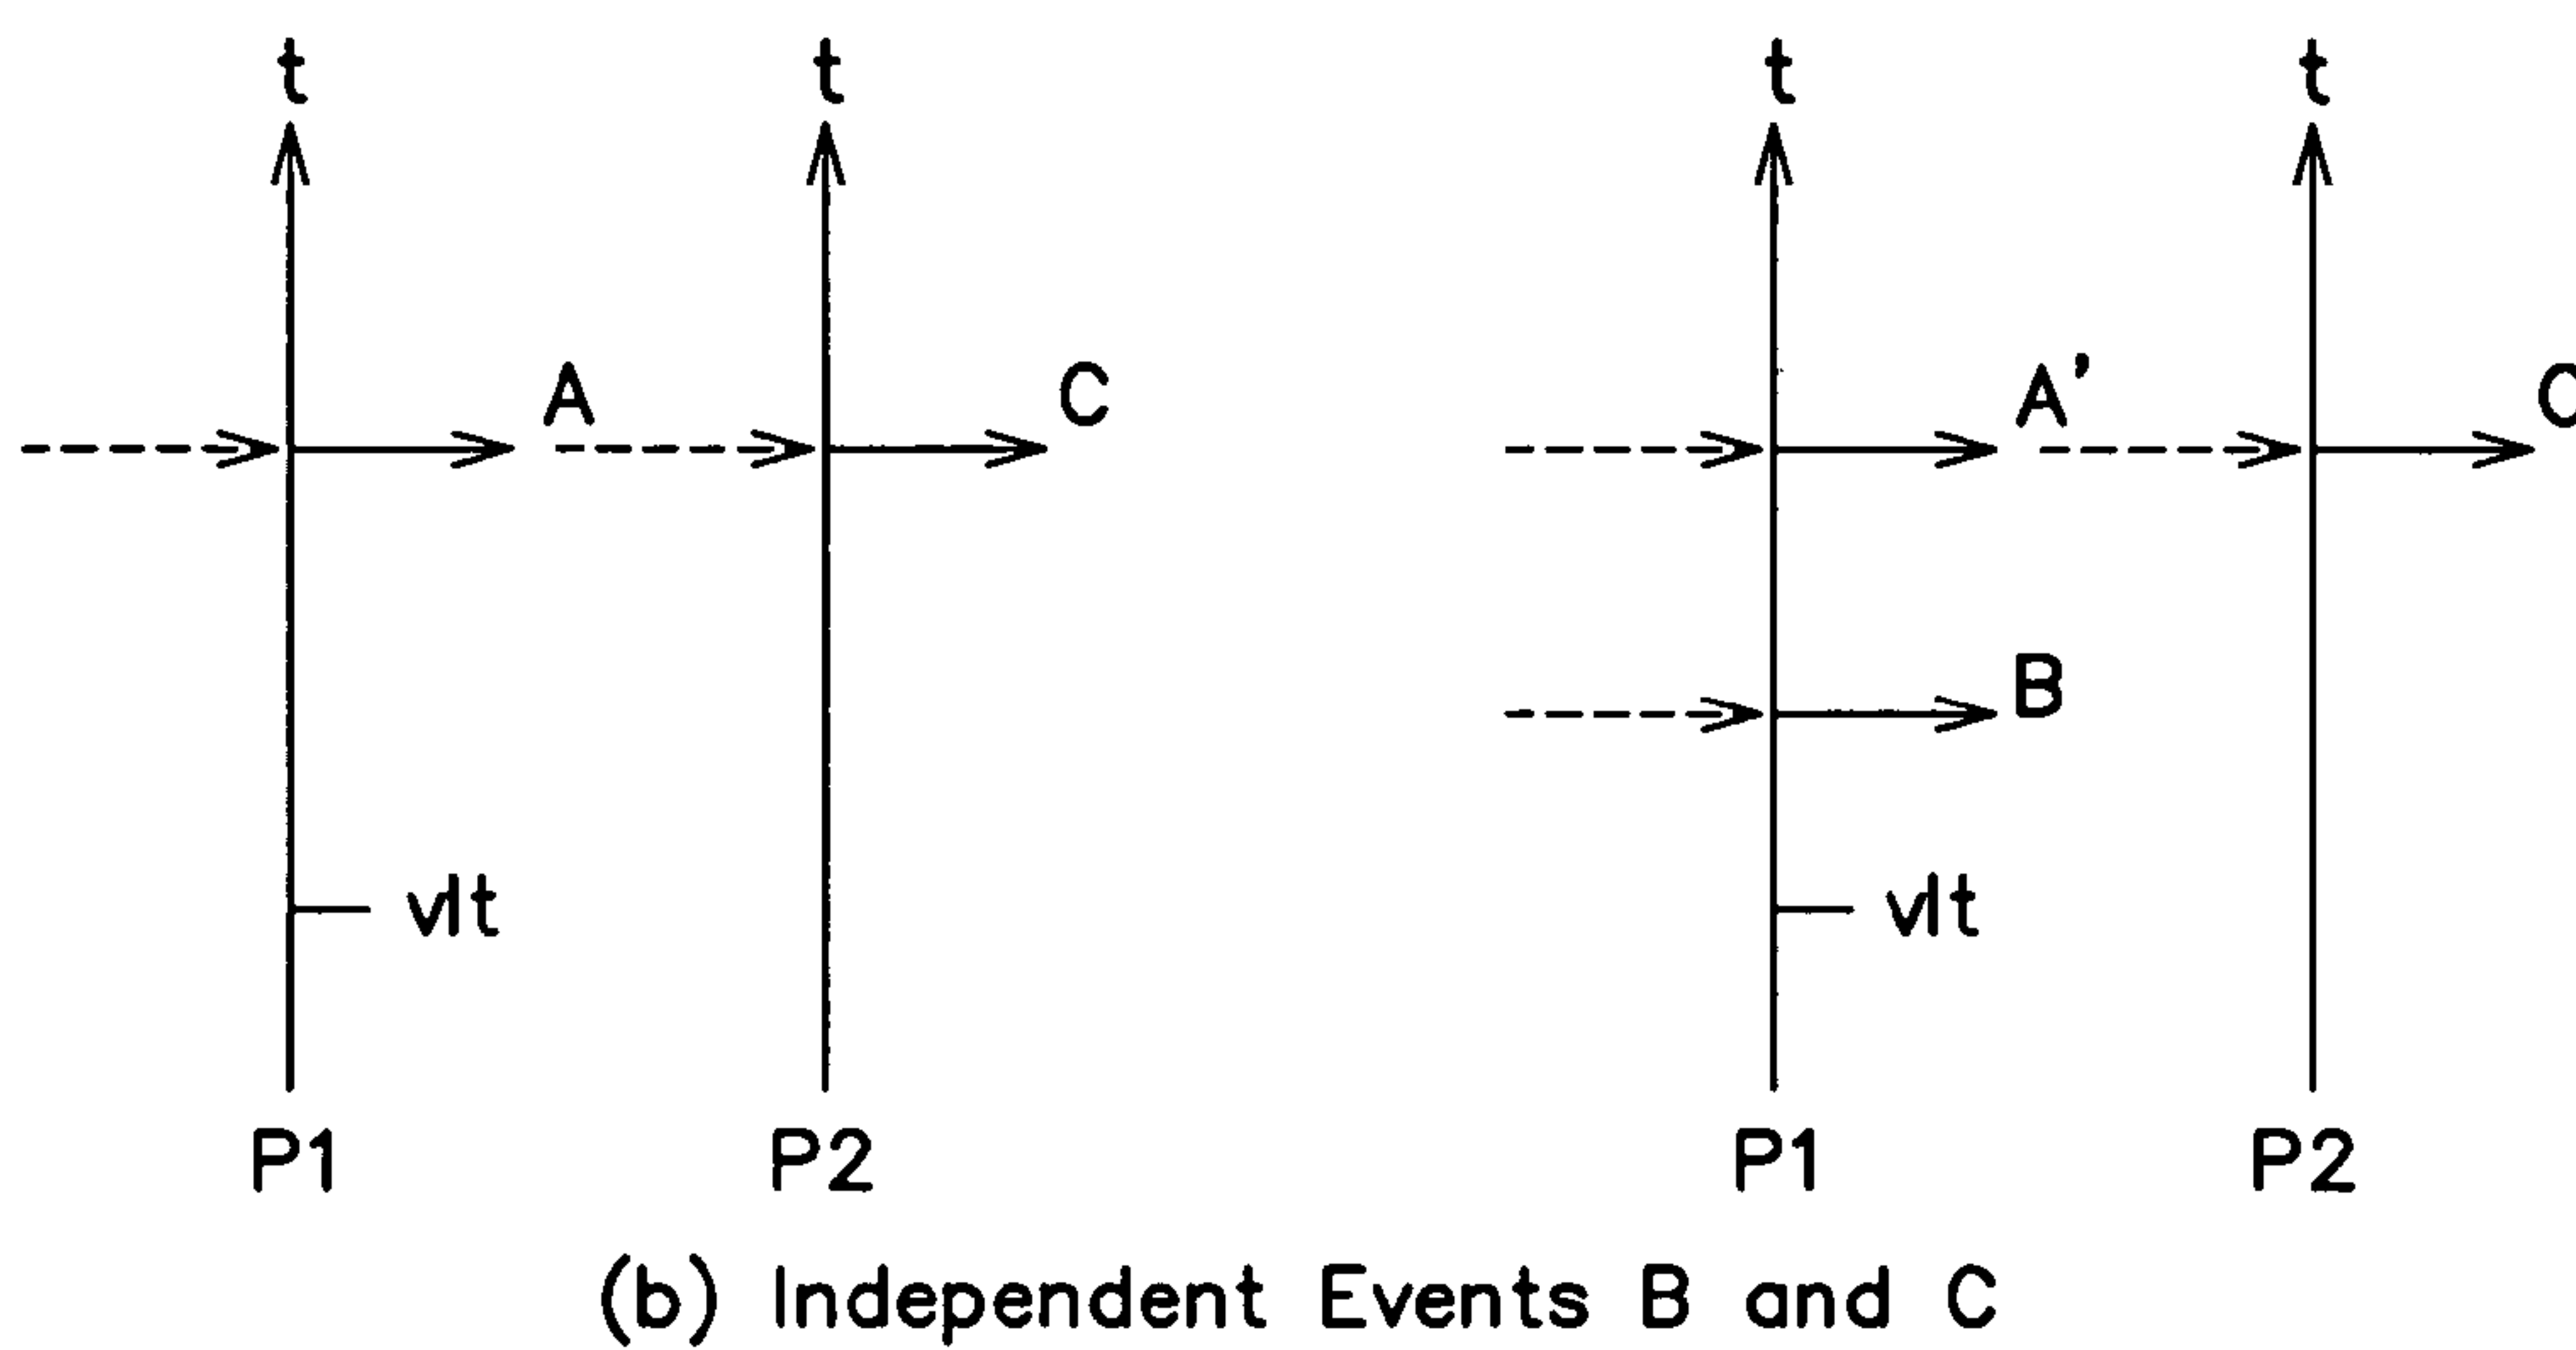 t t t t
A C A' C
B
vlt vlt
P1 P2 P1 P2
(b) Independent Events B and C